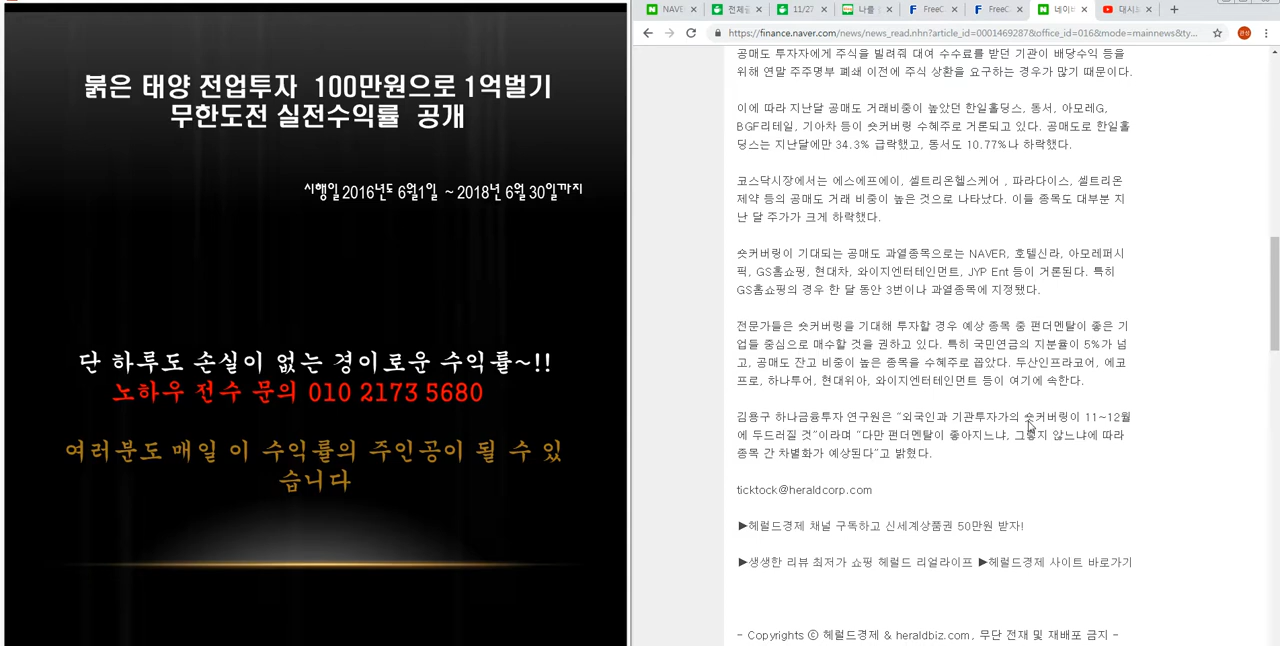 붉은 태양 전업투자 100만원으로 1억벌기
무한도전 실전수익률 공개
시행일 2016년도 6월1일 ~ 2018년 6월 30일까지
단 하루도 손실이 없는 경이로운 수익률~!!
노하우 전수 문의 010 2173 5680
여러분도 매일 이 수익률의 주인공이 될 수 있
습니다
NAVE
전체글
11/27
나를
FreeC
FreeC
네이버
대시보
https://finance.naver.com/news/news_read.nhn?article_id=0001469287&office_id=016&mode=mainnews&ty...
공매도 투자자에게 주식을 빌려줘 대여 수수료를 받던 기관이 배당수익 등을
위해 연말 주주명부 폐쇄 이전에 주식 상환을 요구하는 경우가 많기 때문이다.
이에 따라 지난달 공매도 거래비중이 높았던 한일홀딩스, 동서, 아모레G,
BGF리테일, 기아차 등이 숏커버링 수혜주로 거론되고 있다. 공매도로 한일홀
딩스는 지난달에만 34.3% 급락했고, 동서도 10.77%나 하락했다.
코스닥시장에서는 에스에프에이, 셀트리온헬스케어 , 파라다이스, 셀트리온
제약 등의 공매도 거래 비중이 높은 것으로 나타났다. 이들 종목도 대부분 지
난 달 주가가 크게 하락했다.
숏커버링이 기대되는 공매도 과열종목으로는 NAVER, 호텔신라, 아모레퍼시
픽, GS홈쇼핑, 현대차, 와이지엔터테인먼트, JYP Ent 등이 거론된다. 특히
GS홈쇼핑의 경우 한 달 동안 3번이나 과열종목에 지정됐다.
전문가들은 숏커버링을 기대해 투자할 경우 예상 종목 중 펀더멘탈이 좋은 기
업들 중심으로 매수할 것을 권하고 있다. 특히 국민연금의 지분율이 5%가 넘
고, 공매도 잔고 비중이 높은 종목을 수혜주로 꼽았다. 두산인프라코어, 에코
프로, 하나투어, 현대위아, 와이지엔터테인먼트 등이 여기에 속한다.
김용구 하나금융투자 연구원은 “외국인과 기관투자가의 숏커버링이 11~12월
에 두드러질 것”이라며 “다만 펀더멘탈이 좋아지느냐, 그렇지 않느냐에 따라
종목 간 차별화가 예상된다”고 밝혔다.
ticktock@heraldcorp.com
▶헤럴드경제 채널 구독하고 신세계상품권 50만원 받자!
▶생생한 리뷰 최저가 쇼핑 헤럴드 리얼라이프 ▶헤럴드경제 사이트 바로가기
- Copyrights ⓒ 헤럴드경제 & heraldbiz.com, 무단 전재 및 재배포 금지 -